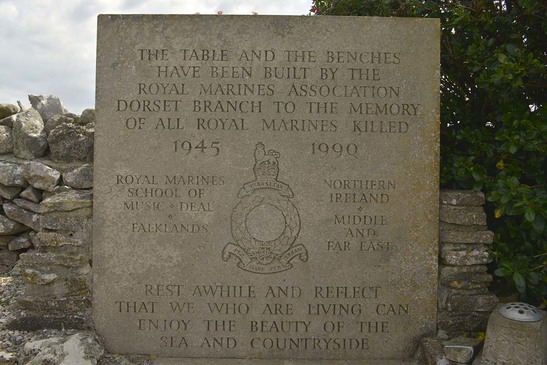 THE TABLE AND THE BENCHES
HAVE BEEN BUILT BY THE
ROYAL MARINES ASSOCIATION
DORSET BRANCH TO THE MEMORY
OF ALL ROYAL MARINES KILLED
1945 1990
ROYAL MARINES
SCHOOL OF
MUSIC - DEAL
FALKLANDS
NORTHERN
IRELAND
MIDDLE
AND
FAR EAST
REST AWHILE AND REFLECT
THAT WE WHO ARE LIVING CAN
ENJOY THE BEAUTY OF THE
SEA AND COUNTRYSIDE